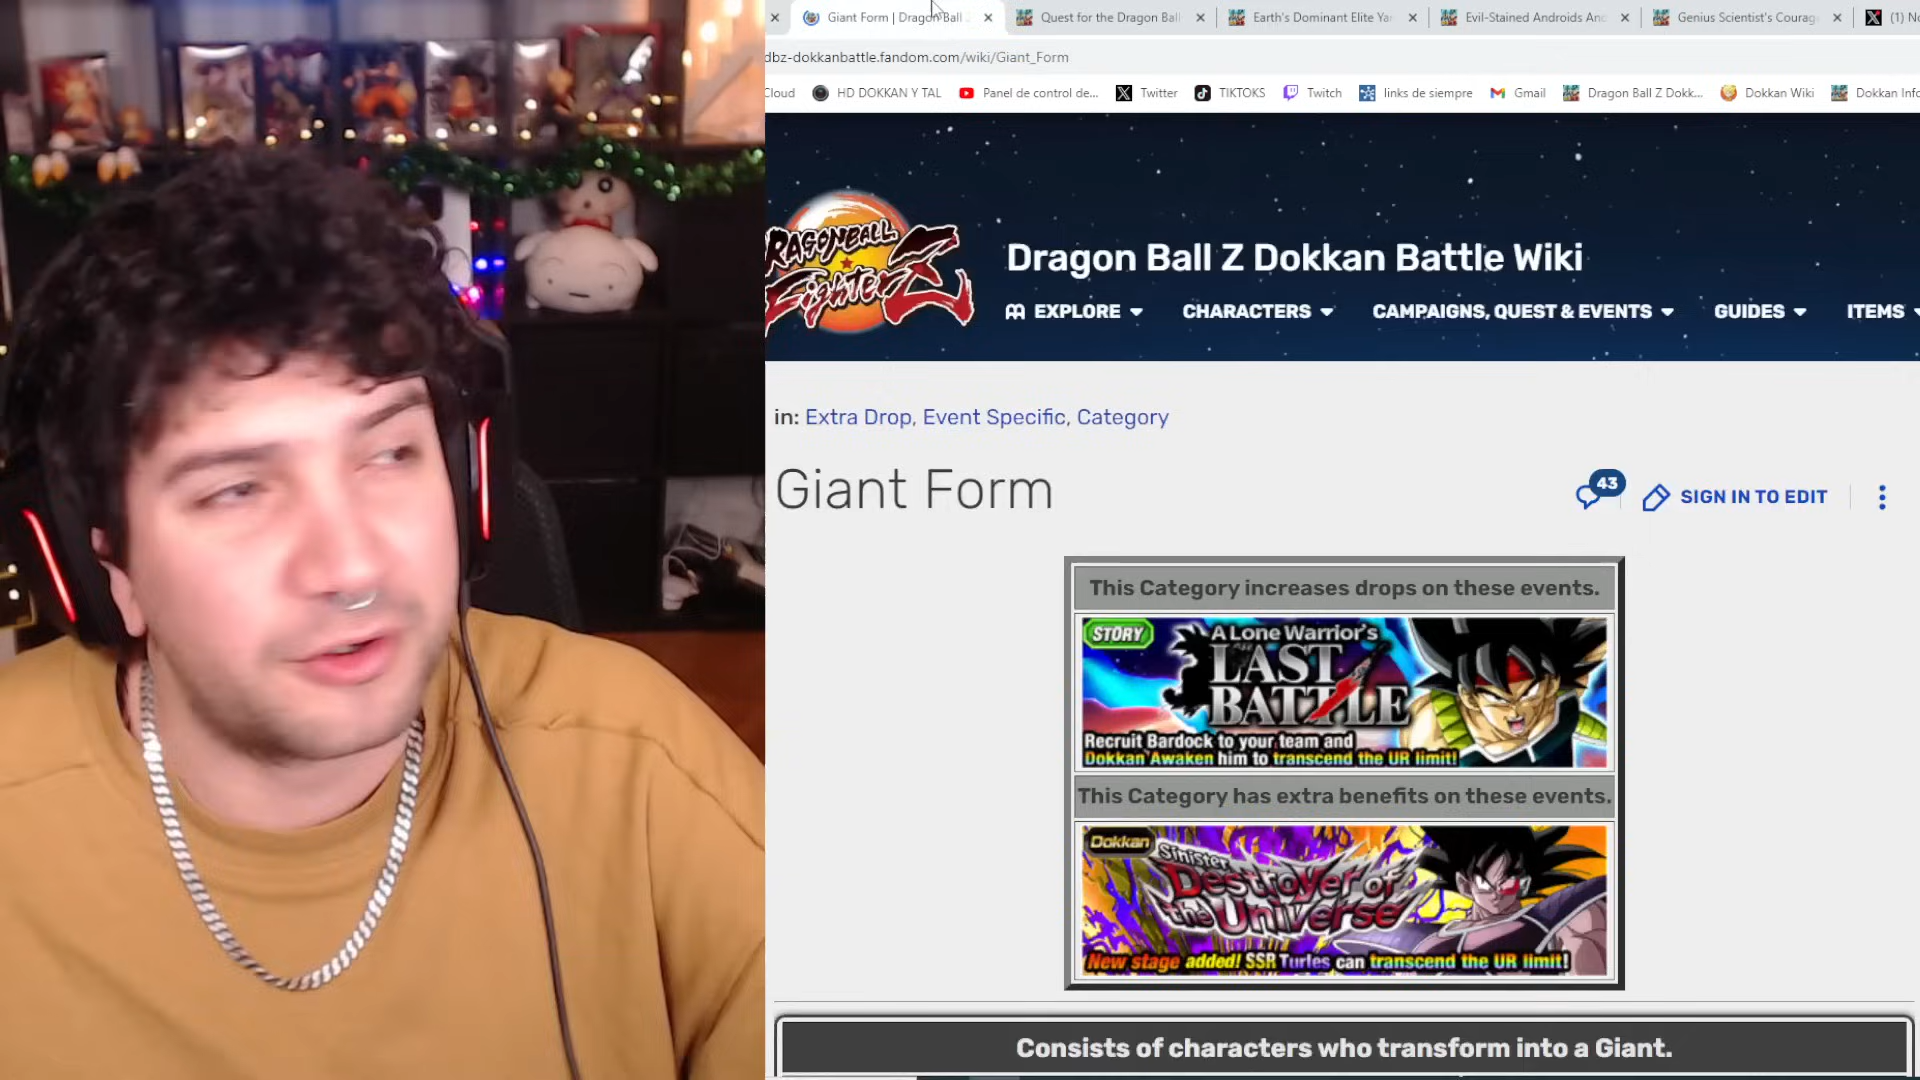 Giant Form | Dragon Ball
Quest for the Dragon Ball
Earth's Dominant Elite Ya
Evil-Stained Androids An
Genius Scientist's Courag
(1) No
dbz-dokkanbattle.fandom.com/wiki/Giant_Form
Cloud
HD DOKKAN Y TAL
Panel de control de...
Twitter
TIKTOKS
Twitch
links de siempre
Gmail
Dragon Ball Z Dokk...
Dokkan Wiki
Dokkan Info
DRAGONBALL
FighterZ
Dragon Ball Z Dokkan Battle Wiki
EXPLORE
CHARACTERS
CAMPAIGNS, QUEST & EVENTS
GUIDES
ITEMS
in: Extra Drop, Event Specific, Category
Giant Form
43
SIGN IN TO EDIT
This Category increases drops on these events.
STORY
A Lone Warrior's
LAST
BATTLE
Recruit Bardock to your team and
Dokkan Awaken him to transcend the UR limit!
This Category has extra benefits on these events.
Dokkan
Sinister
Destroyer of
the Universe
New stage added! SSR Turles can transcend the UR limit!
Consists of characters who transform into a Giant.